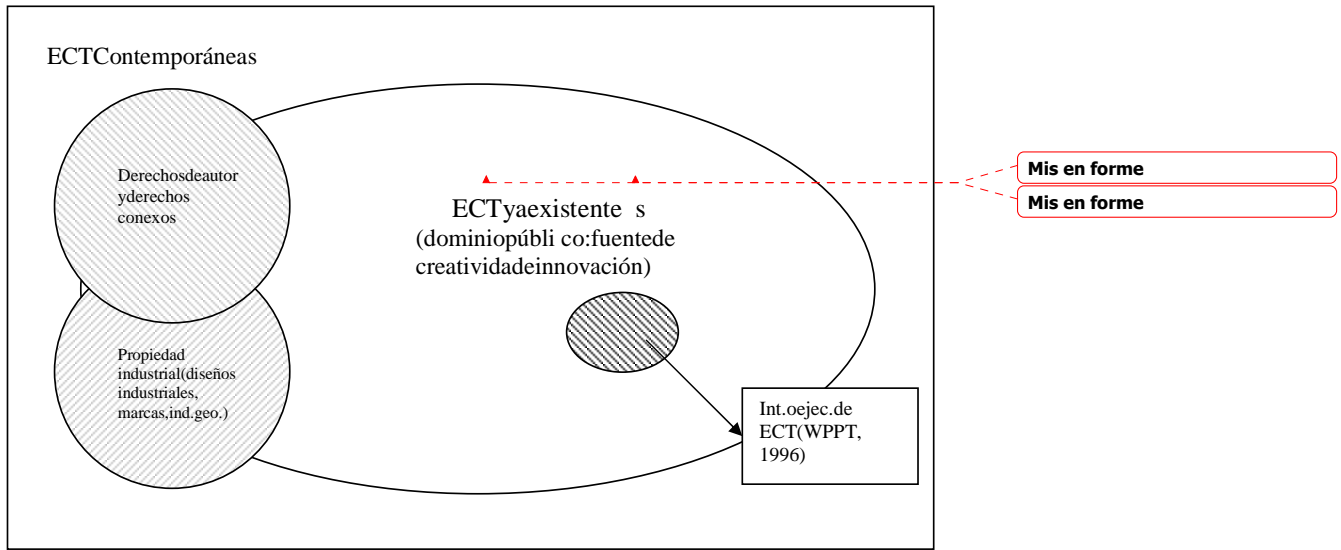 ECTContemporáneas
Derechosdeautor
yderechos
conexos
ECTyaexistente s
(dominiopúbli co:fuentede
creatividadeinnovación)
Propiedad
industrial(diseños
industriales,
marcas,ind.geo.)
Int.oejec.de
ECT(WPPT,
1996)
Mis en forme
Mis en forme